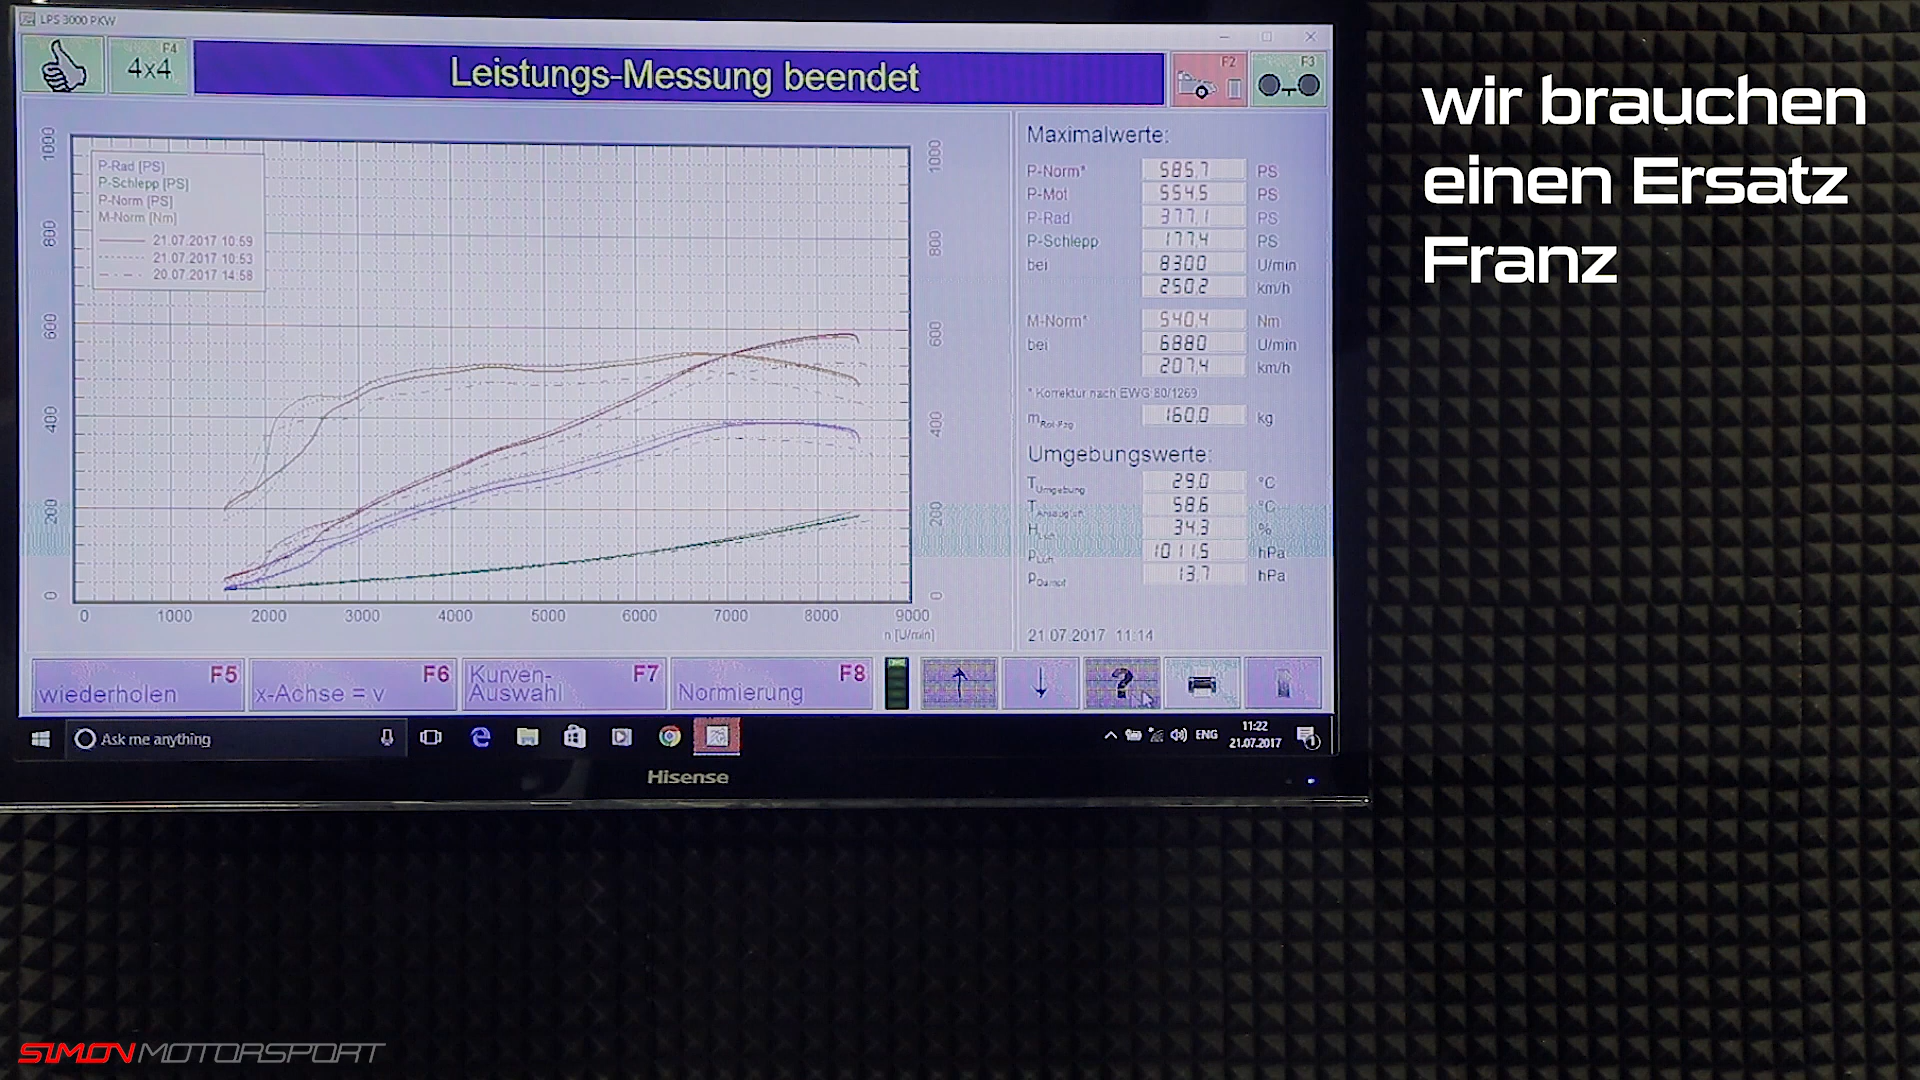 LPS 3000 PKW
F4
4x4
Leistungs-Messung beendet
F2
F3
wir brauchen
einen Ersatz
Franz
1000
800
600
400
200
0
P-Rad [PS]
P-Schlepp [PS]
P-Norm [PS]
M-Norm [Nm]
21.07.2017 10:59
21.07.2017 10:53
20.07.2017 14:58
1000
800
600
400
200
0
0 1000 2000 3000 4000 5000 6000 7000 8000 9000
n [U/min]
Maximalwerte:
P-Norm* 585.7 PS
P-Mot 554.5 PS
P-Rad 377.1 PS
P-Schlepp 177.4 PS
bei 8300 U/min
250.2 km/h
M-Norm* 540.4 Nm
bei 6880 U/min
207.4 km/h
* Korrektur nach EWG 80/1269
m 160.0 kg
Umgebungswerte:
T Umgebung 29.0 °C
T 58.6 °C
H Luft 34.3 %
p Luft 1011.5 hPa
p Dampf 13.7 hPa
21.07.2017 11:14
wiederholen F5
x-Achse = v F6
Kurven-Auswahl F7
Normierung F8
?
Ask me anything
ENG
11:22
21.07.2017
1
Hisense
SIMON MOTORSPORT